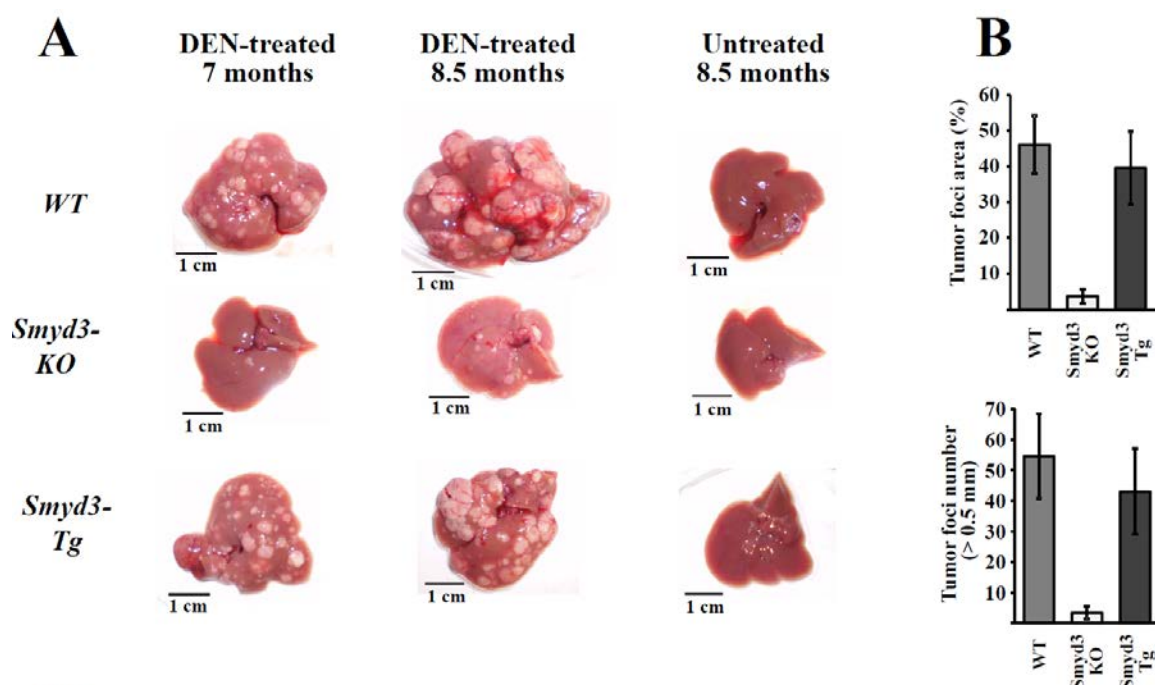 A
DEN-treated
7 months
DEN-treated
8.5 months
Untreated
8.5 months
WT
1 cm
1 cm
1 cm
Smyd3-
KO
1 cm
1 cm
1 cm
Smyd3-
Tg
1 cm
1 cm
1 cm
B
Tumor foci area (%)
60
50
40
30
20
10
WT
Smyd3
KO
Smyd3
Tg
Tumor foci number
(> 0.5 mm)
70
60
50
40
30
20
10
WT
Smyd3
KO
Smyd3
Tg